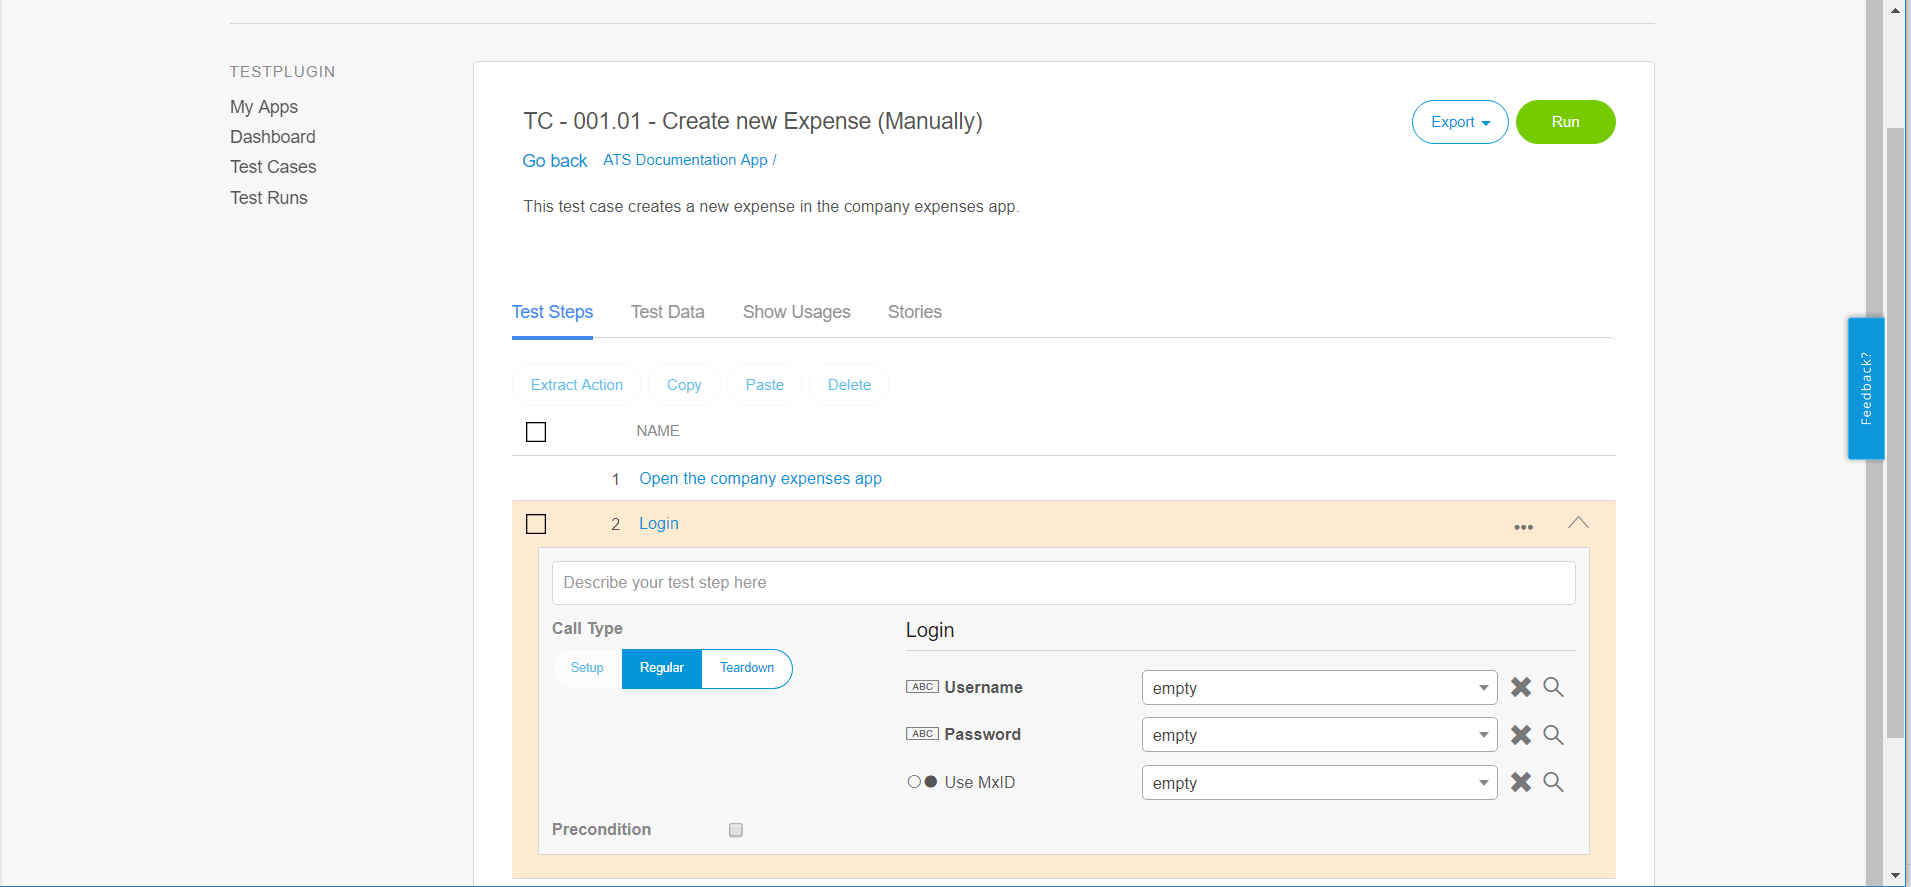 TESTPLUGIN
My Apps
Dashboard
Test Cases
Test Runs
TC - 001.01 - Create new Expense (Manually)
Export
Run
Go back ATS Documentation App /
This test case creates a new expense in the company expenses app.
Test Steps Test Data Show Usages Stories
Extract Action Copy Paste Delete
NAME
1 Open the company expenses app
2 Login
Describe your test step here
Call Type
Setup Regular Teardown
Login
ABC Username empty
ABC Password empty
Use MxID empty
Precondition
Feedback?